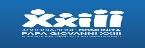 xxiii
ASSOCIAZIONE COMUNITÀ
PAPA GIOVANNI XXIII